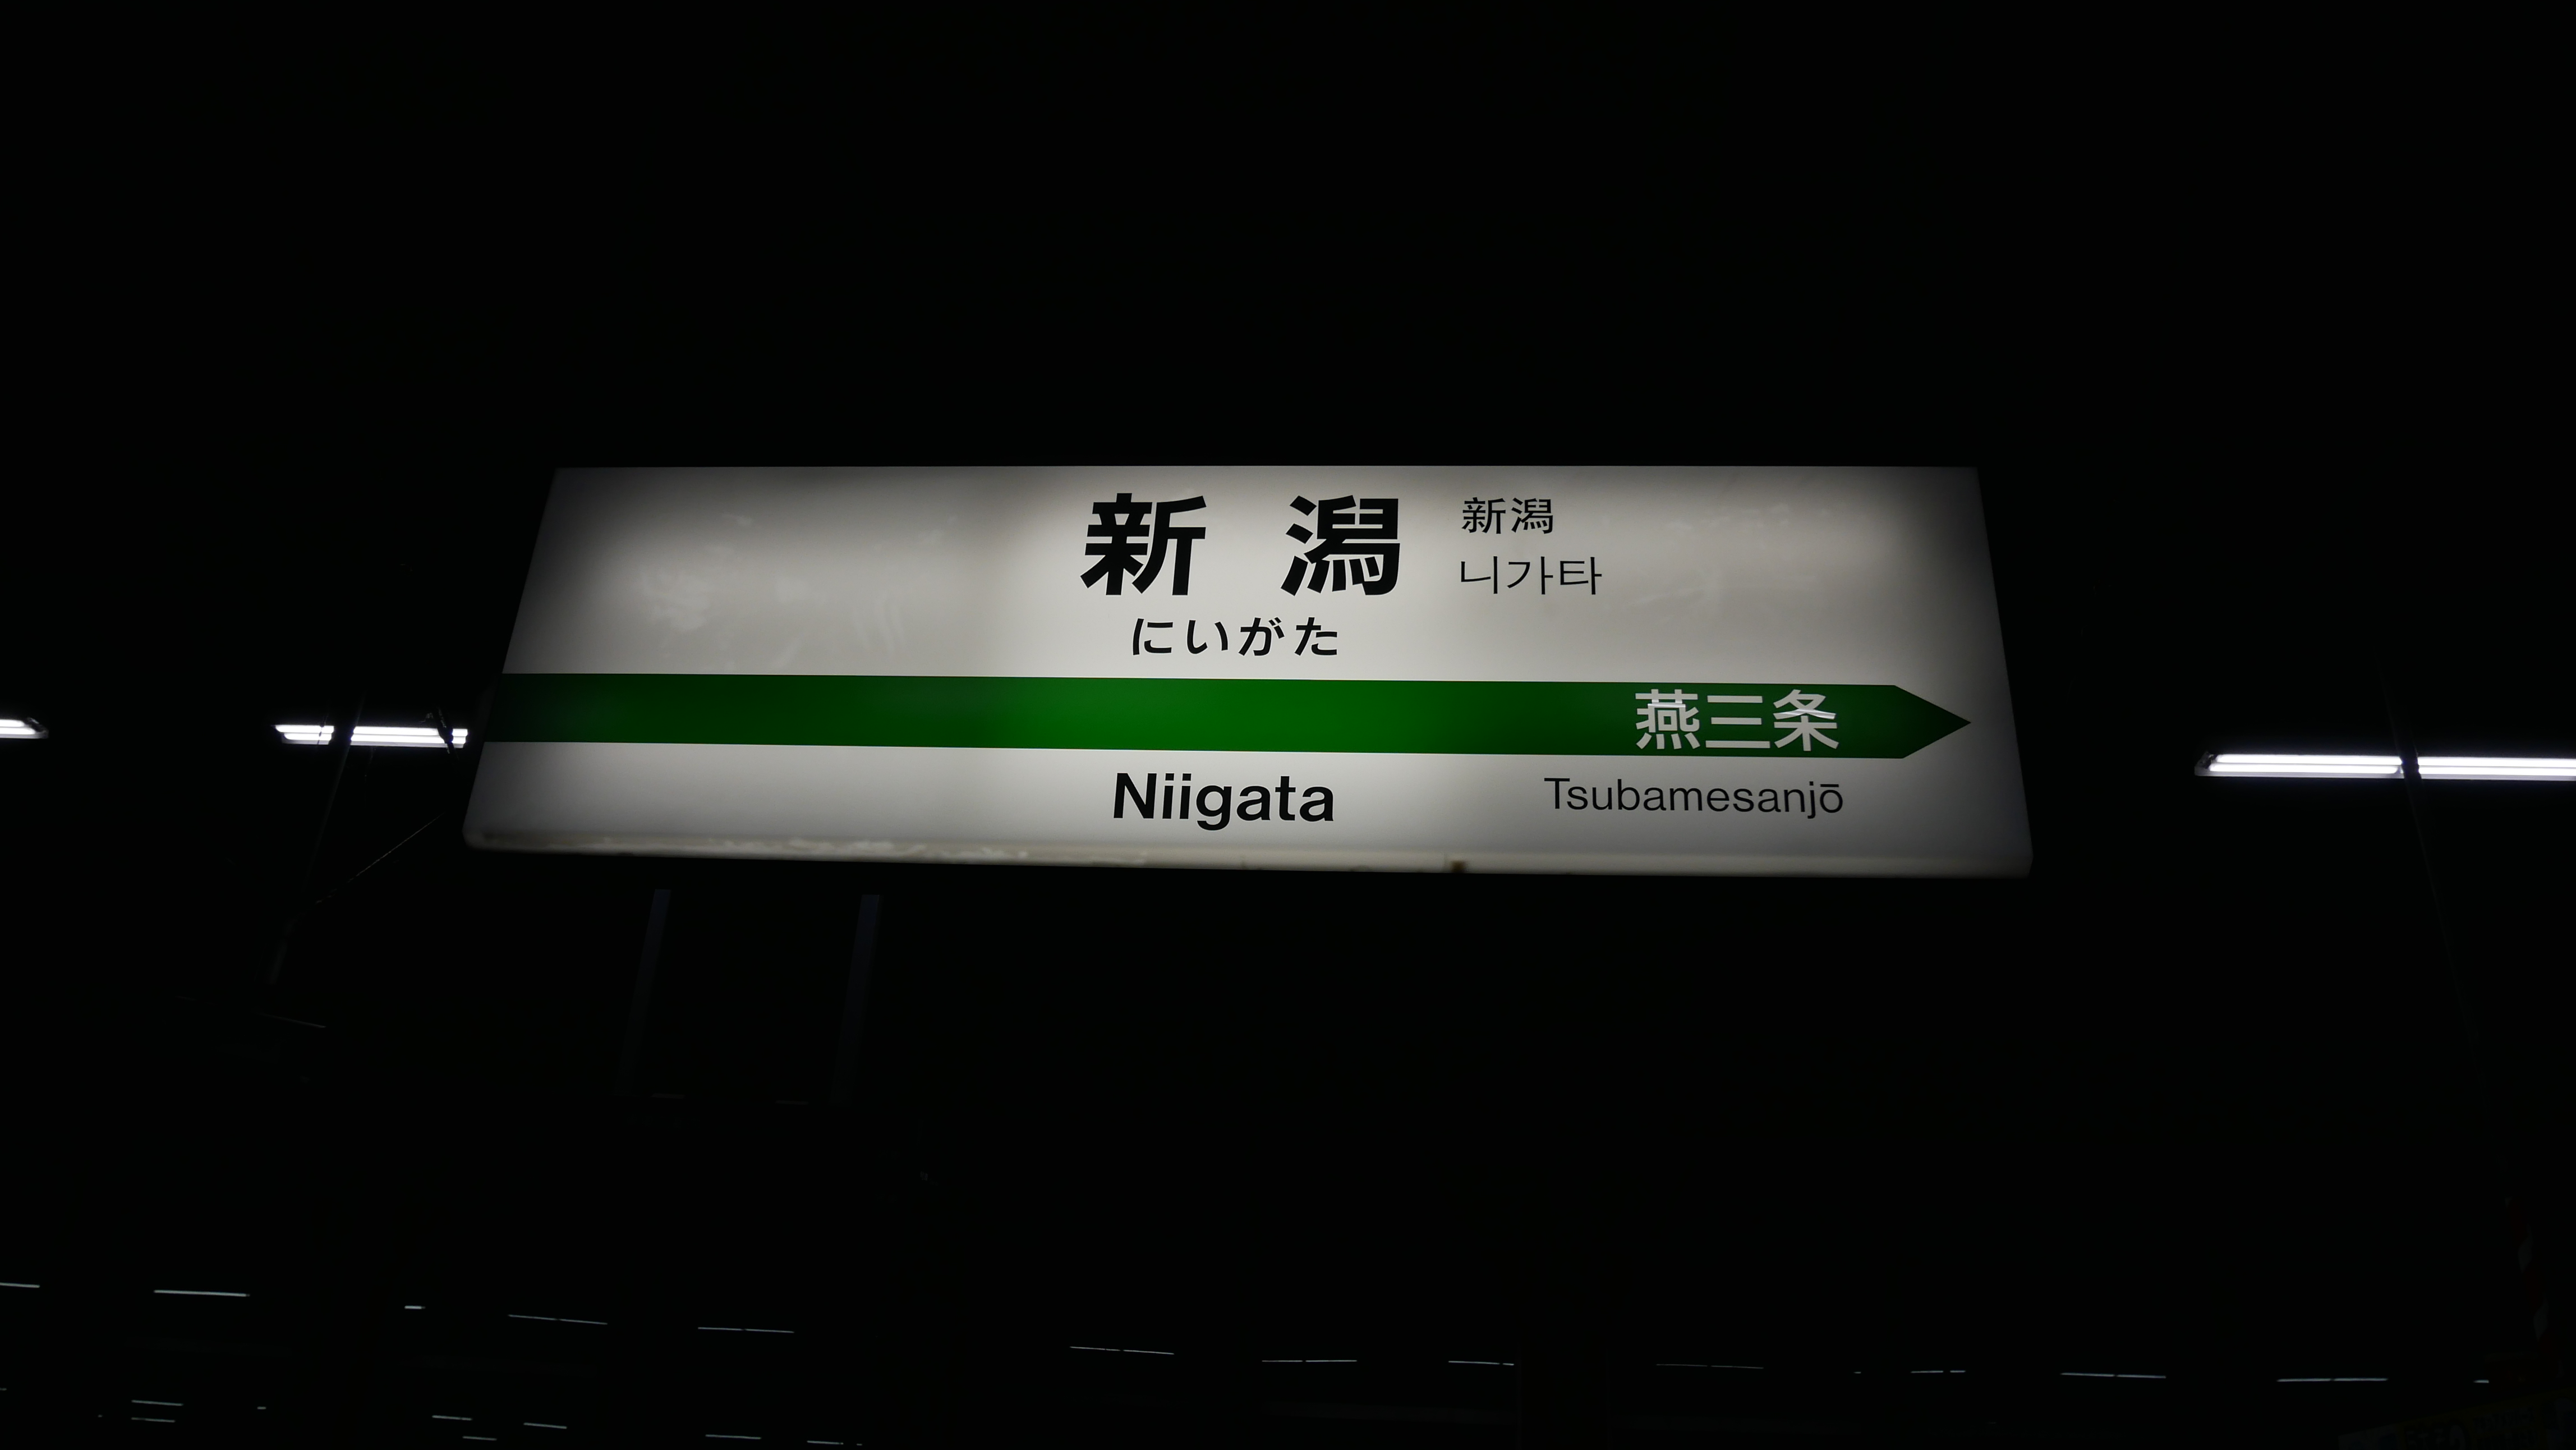 新潟
新潟
니가타
にいがた
燕三条
Niigata
Tsubamesanjō